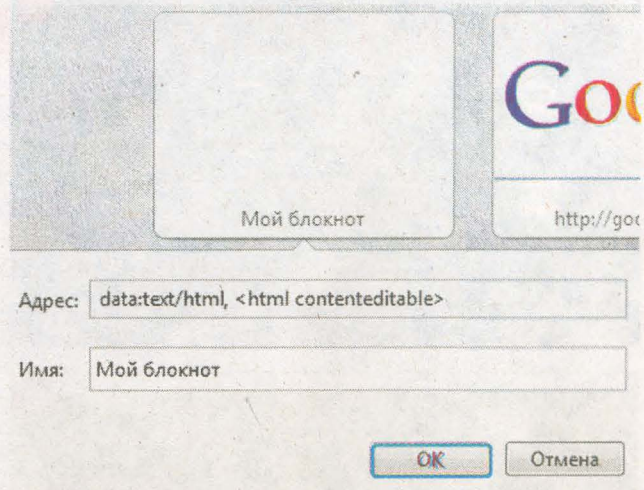 Goo
Мой блокнот
http://goo
Адрес: data:text/html, <html contenteditable>
Имя: Мой блокнот
OK Отмена